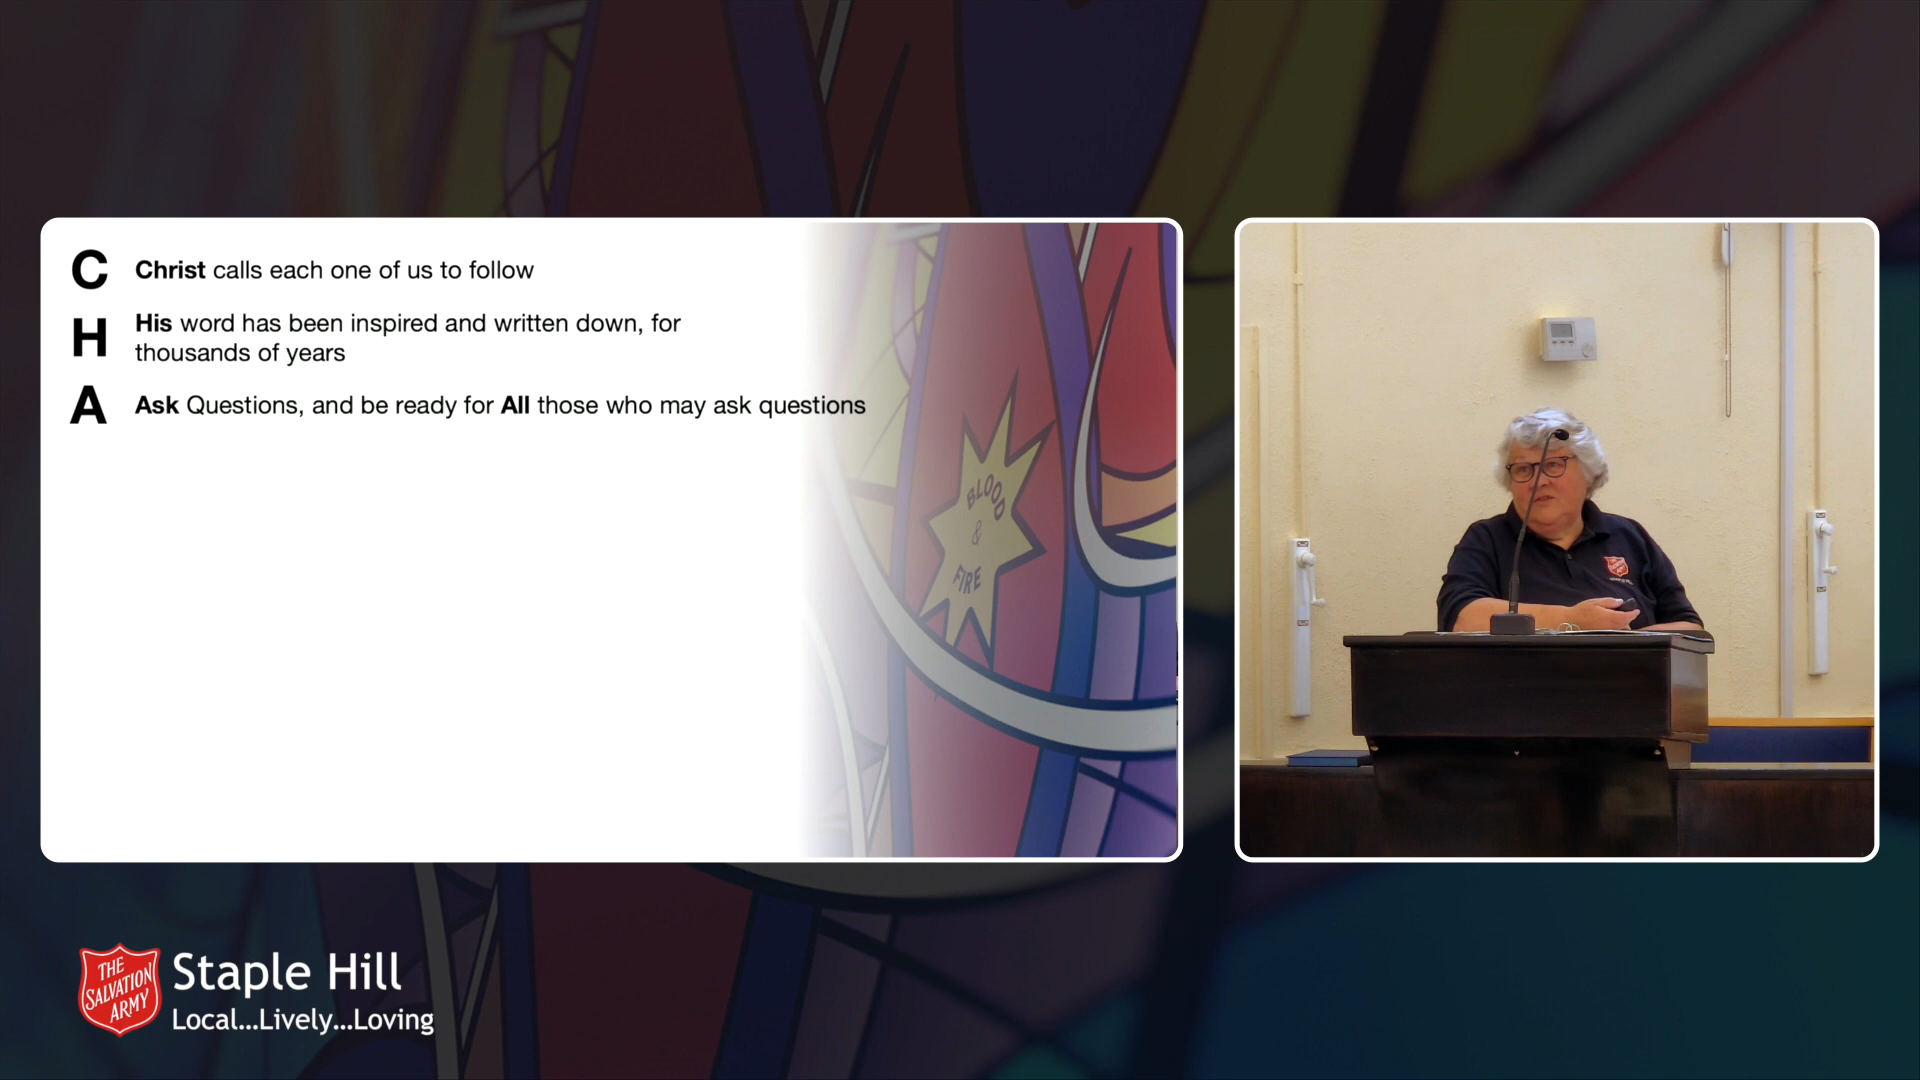 C Christ calls each one of us to follow
H His word has been inspired and written down, for
thousands of years
A Ask Questions, and be ready for All those who may ask questions
BLOOD
&
FIRE
THE
SALVATION
ARMY
Staple Hill
Local...Lively...Loving